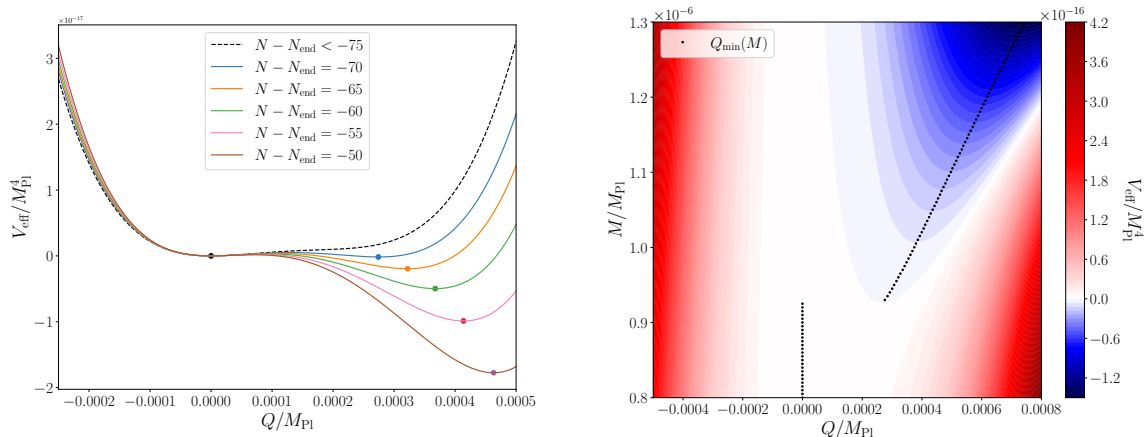 ×10⁻¹⁷
3
2
1
0
−1
−2
V_eff/M_Pl^4
N − N_end < −75
N − N_end = −70
N − N_end = −65
N − N_end = −60
N − N_end = −55
N − N_end = −50
−0.0002 −0.0001 0.0000 0.0001 0.0002 0.0003 0.0004 0.0005
Q/M_Pl
×10⁻⁶
1.3
1.2
1.1
1.0
0.9
0.8
M/M_Pl
Q_min(M)
−0.0004 −0.0002 0.0000 0.0002 0.0004 0.0006 0.0008
Q/M_Pl
×10⁻¹⁶
4.2
3.6
3.0
2.4
1.8
1.2
0.6
0.0
−0.6
−1.2
V_eff/M_Pl^4